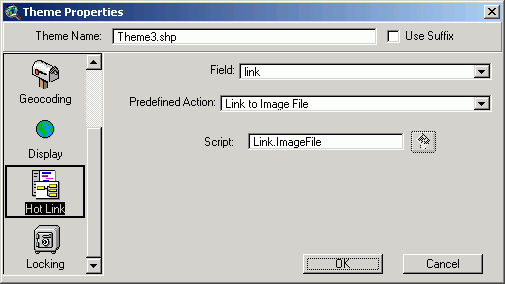 Theme Properties
Theme Name: Theme3.shp Use Suffix
Geocoding
Display
Hot Link
Locking
Field: link
Predefined Action: Link to Image File
Script: Link.ImageFile
OK Cancel